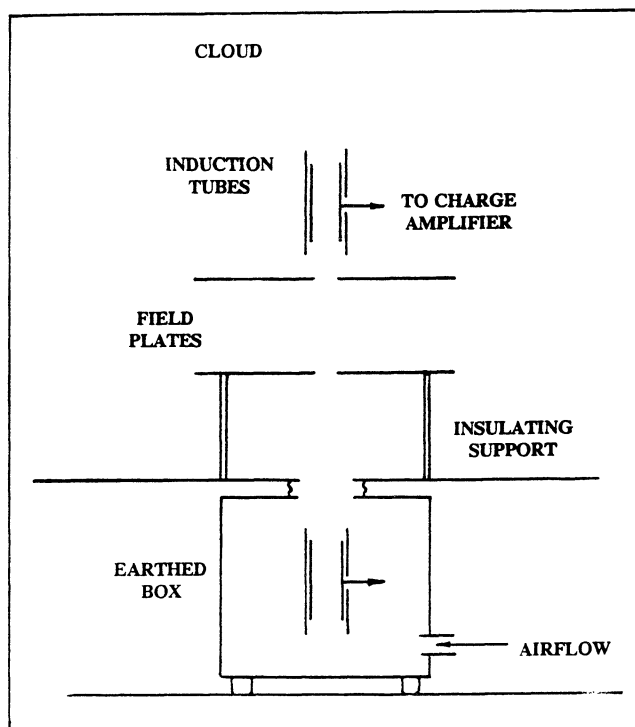 CLOUD
INDUCTION
TUBES
TO CHARGE
AMPLIFIER
FIELD
PLATES
INSULATING
SUPPORT
EARTHED
BOX
AIRFLOW